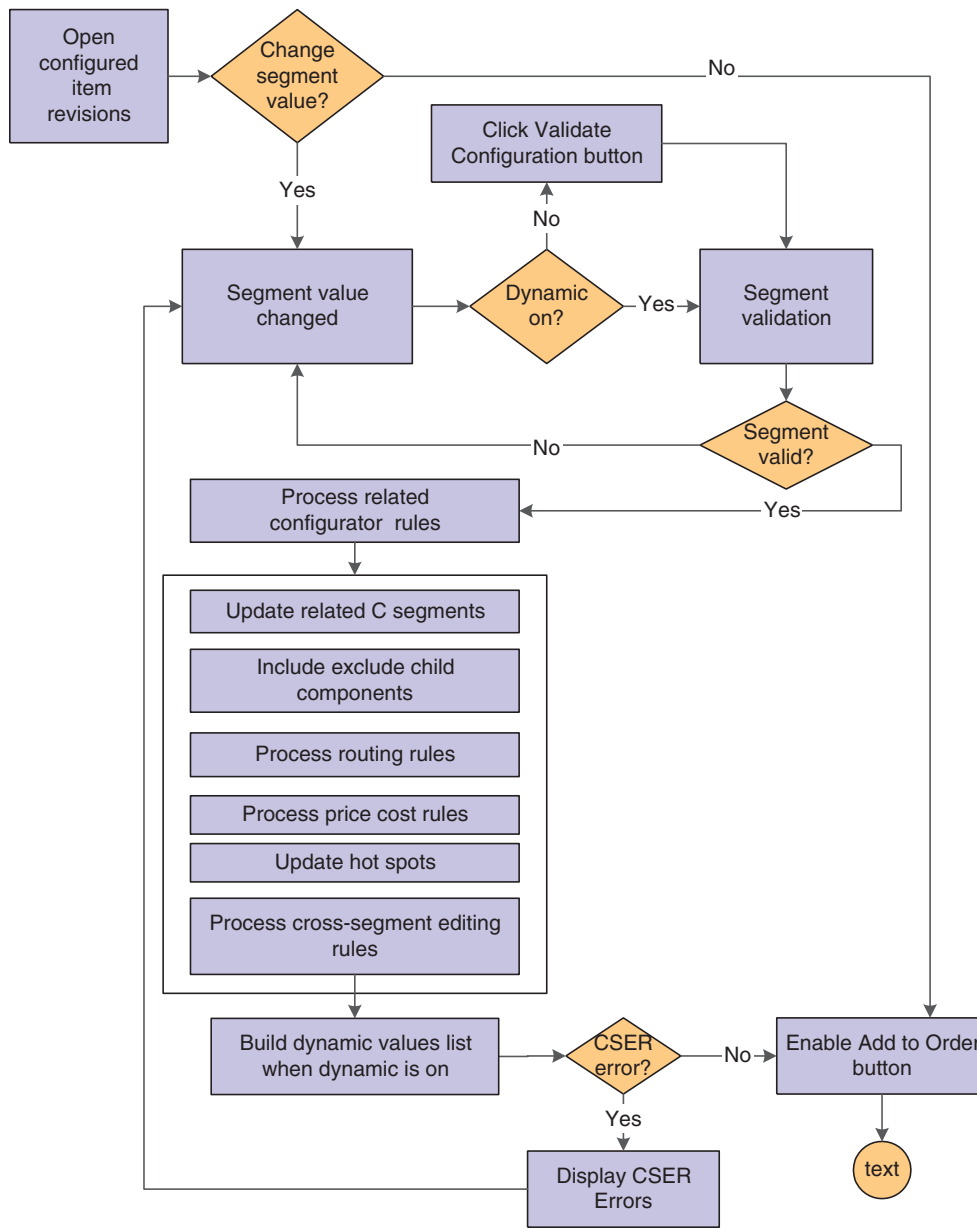 Open
configured
item
revisions
Change
segment
value?
No
Click Validate
Configuration button
Yes
No
Segment value
changed
Dynamic
on?
Yes
Segment
validation
Segment
valid?
No
Process related
configurator rules
Yes
Update related C segments
Include exclude child
components
Process routing rules
Process price cost rules
Update hot spots
Process cross-segment editing
rules
Build dynamic values list
when dynamic is on
CSER
error?
No
Enable Add to Order
button
Yes
Display CSER
Errors
text